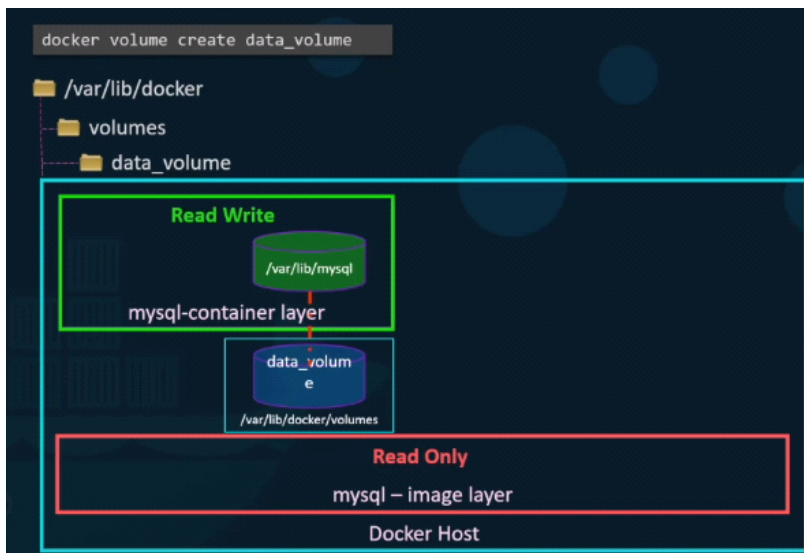 docker volume create data_volume
/var/lib/docker
volumes
data_volume
Read Write
/var/lib/mysql
mysql-container layer
data_volum
e
/var/lib/docker/volumes
Read Only
mysql – image layer
Docker Host